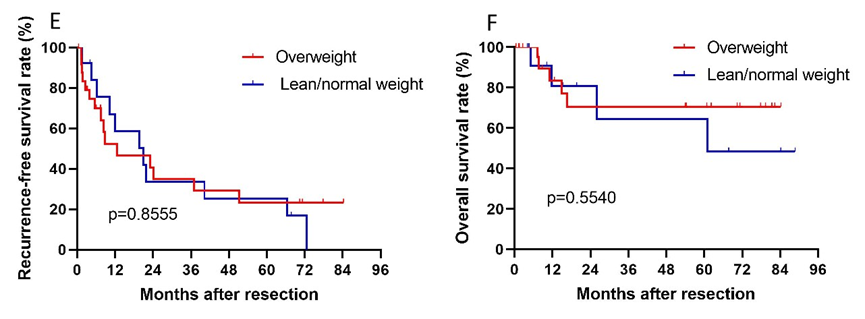 E
Recurrence-free survival rate (%)
100
80
60
40
20
0
Overweight
Lean/normal weight
p=0.8555
0 12 24 36 48 60 72 84 96
Months after resection
F
Overall survival rate (%)
100
80
60
40
20
0
Overweight
Lean/normal weight
p=0.5540
0 12 24 36 48 60 72 84 96
Months after resection